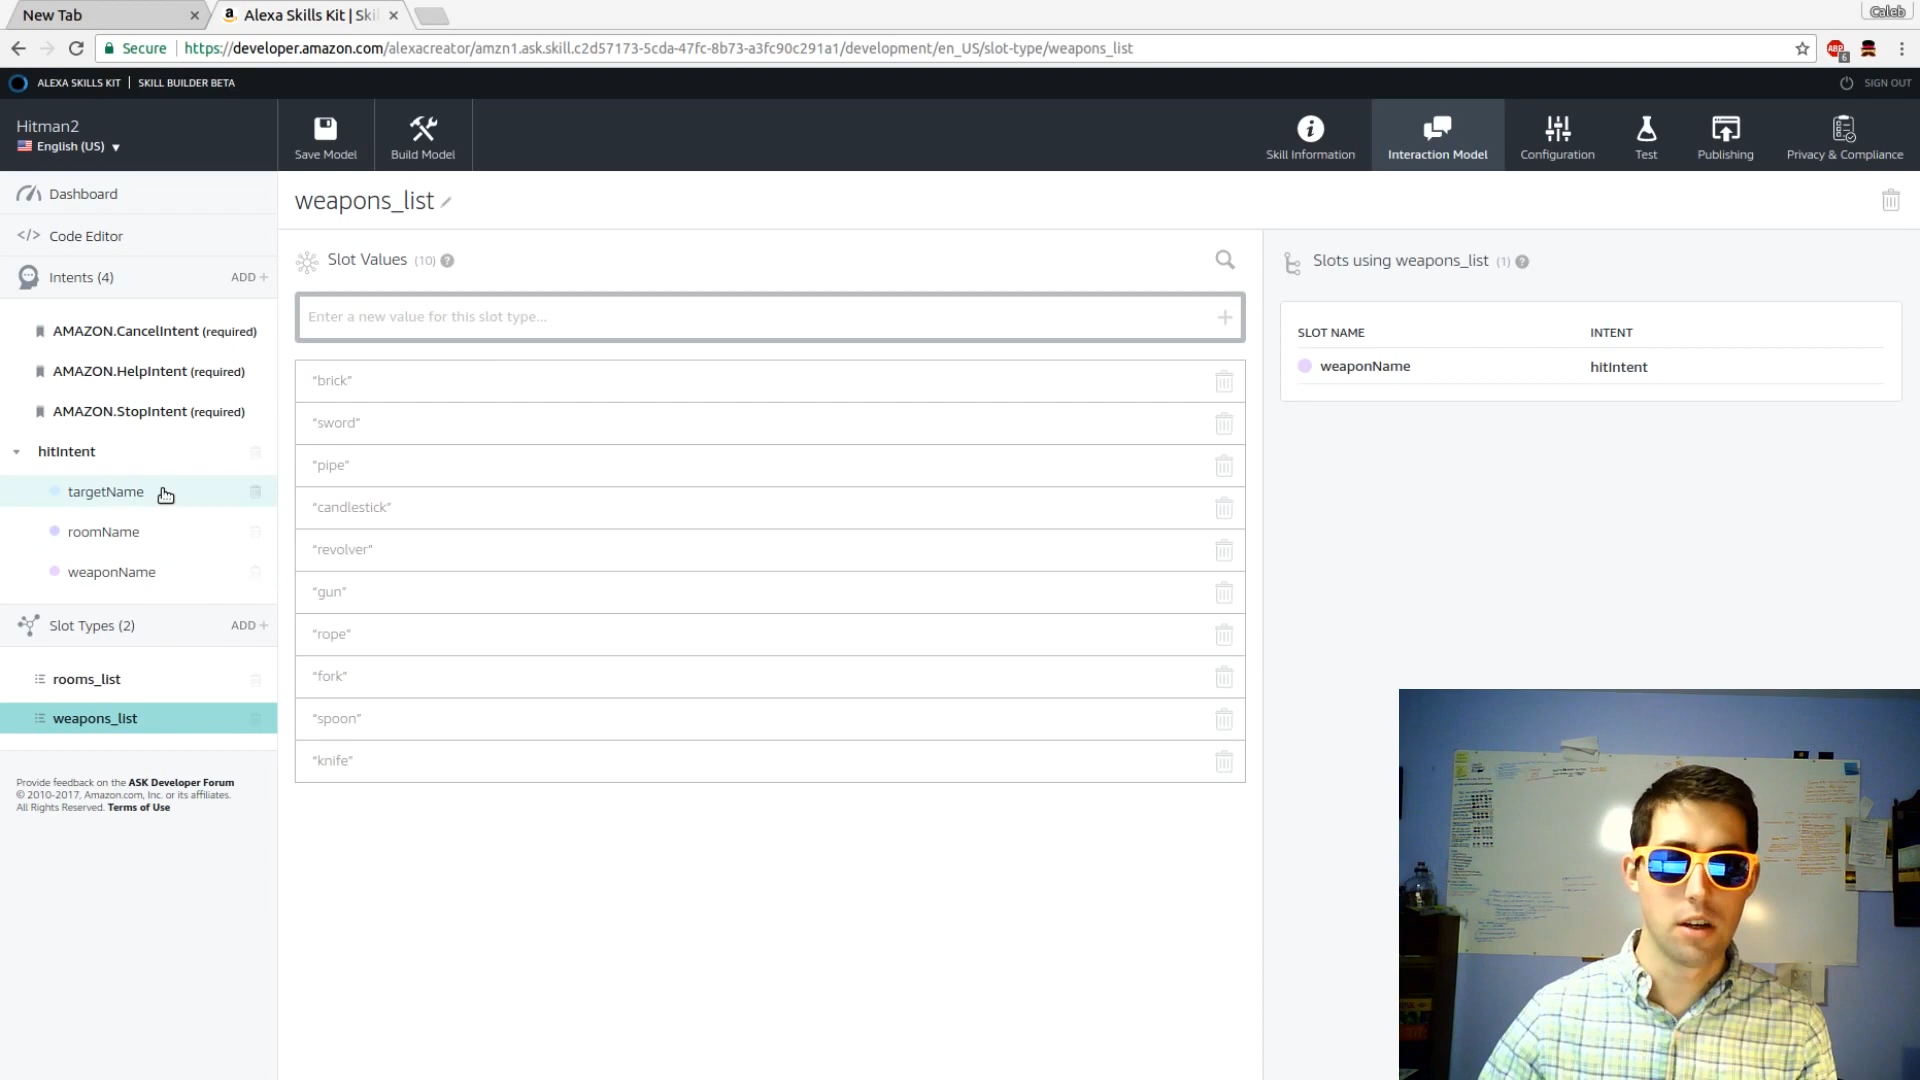 New Tab
Alexa Skills Kit | Ski
Caleb
Secure
https://developer.amazon.com/alexacreator/amzn1.ask.skill.c2d57173-5cda-47fc-8b73-a3fc90c291a1/development/en_US/slot-type/weapons_list
ABP
6
ALEXA SKILLS KIT | SKILL BUILDER BETA
SIGN OUT
Hitman2
English (US)
Save Model
Build Model
Skill Information
Interaction Model
Configuration
Test
Publishing
Privacy & Compliance
Dashboard
Code Editor
Intents (4)
ADD +
AMAZON.CancelIntent (required)
AMAZON.HelpIntent (required)
AMAZON.StopIntent (required)
hitIntent
targetName
roomName
weaponName
Slot Types (2)
ADD +
rooms_list
weapons_list
Provide feedback on the ASK Developer Forum
© 2010-2017, Amazon.com, Inc. or its affiliates.
All Rights Reserved. Terms of Use
weapons_list
Slot Values (10)
Enter a new value for this slot type...
"brick"
"sword"
"pipe"
"candlestick"
"revolver"
"gun"
"rope"
"fork"
"spoon"
"knife"
Slots using weapons_list (1)
SLOT NAME
INTENT
weaponName
hitIntent